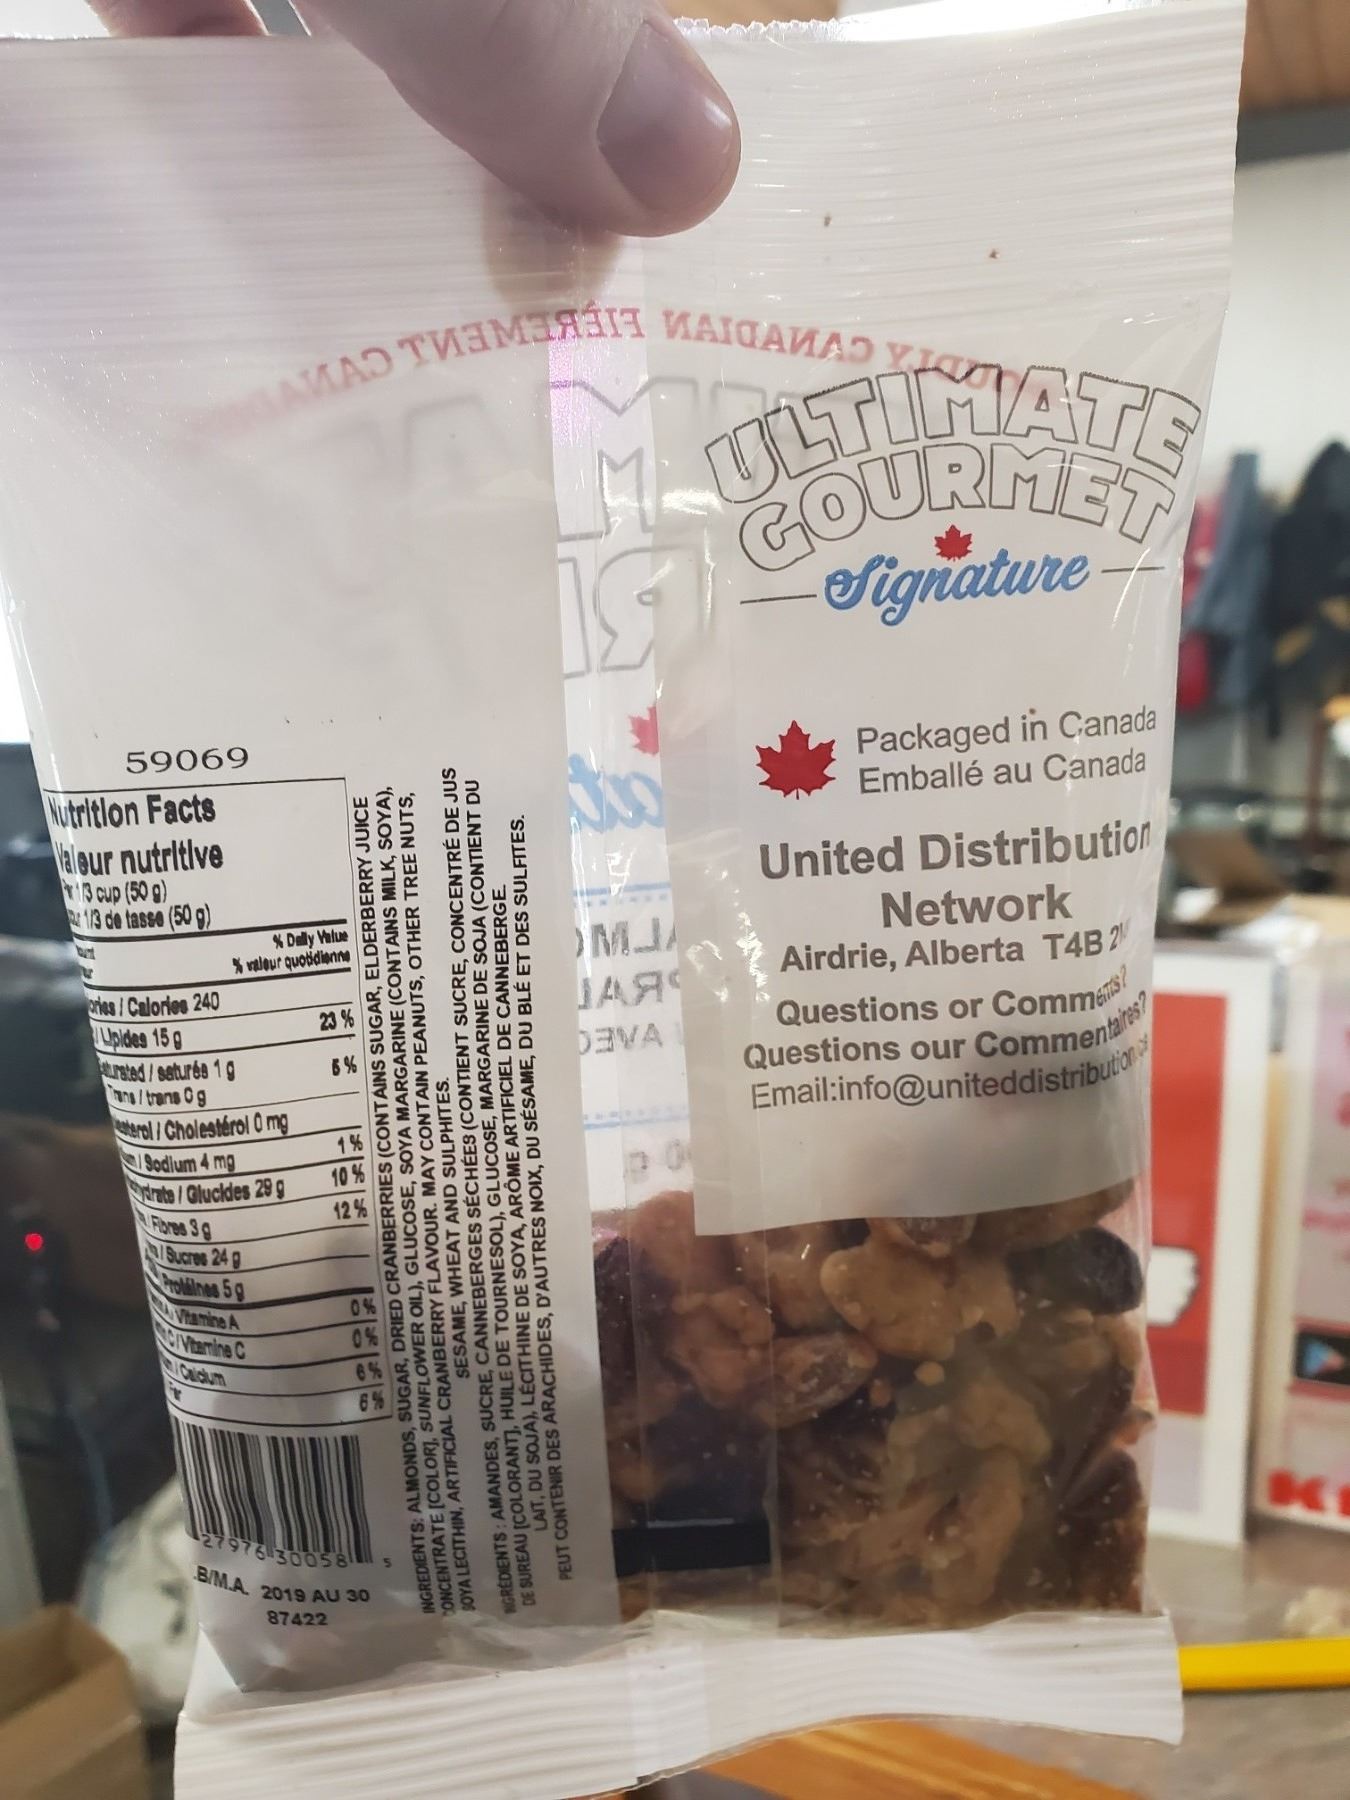 PROUDLY CANADIAN FIÈREMENT
ULTIMATE
GOURMET
Signature
Packaged in Canada
Emballé au Canada
United Distribution
Network
Airdrie, Alberta T4B
Questions or Comments?
Questions our Commentaires?
Email:info@uniteddistribution.ca
59069
Nutrition Facts
Valeur nutritive
Per 1/3 cup (50 g)
pour 1/3 de tasse (50 g)
% Daily Value
% valeur quotidienne
Calories / Calories 240
/ Lipides 15 g 23 %
saturated / saturés 1 g 5 %
Trans / trans 0 g
/ Cholestérol 0 mg
/ Sodium 4 mg 1 %
/ Glucides 29 g 10 %
/ Fibres 3 g 12 %
/ Sucres 24 g
Protéines 5 g
/ Vitamine A 0 %
C / Vitamine C 0 %
/ Calcium 6 %
Fer 6 %
27976 30058 5
B/M.A. 2019 AU 30
87422
INGREDIENTS: ALMONDS, SUGAR, DRIED CRANBERRIES (CONTAINS SUGAR, ELDERBERRY JUICE
CONCENTRATE [COLOR], SUNFLOWER OIL), GLUCOSE, SOYA MARGARINE (CONTAINS MILK, SOYA),
SOYA LECITHIN, ARTIFICIAL CRANBERRY FLAVOUR. MAY CONTAIN PEANUTS, OTHER TREE NUTS,
SESAME, WHEAT AND SULPHITES.
INGRÉDIENTS : AMANDES, SUCRE, CANNEBERGES SÉCHÉES (CONTIENT SUCRE, CONCENTRÉ DE JUS
DE SUREAU [COLORANT], HUILE DE TOURNESOL), GLUCOSE, MARGARINE DE SOJA (CONTIENT DU
LAIT, DU SOJA), LÉCITHINE DE SOYA, ARÔME ARTIFICIEL DE CANNEBERGE.
PEUT CONTENIR DES ARACHIDES, D'AUTRES NOIX, DU SÉSAME, DU BLÉ ET DES SULFITES.